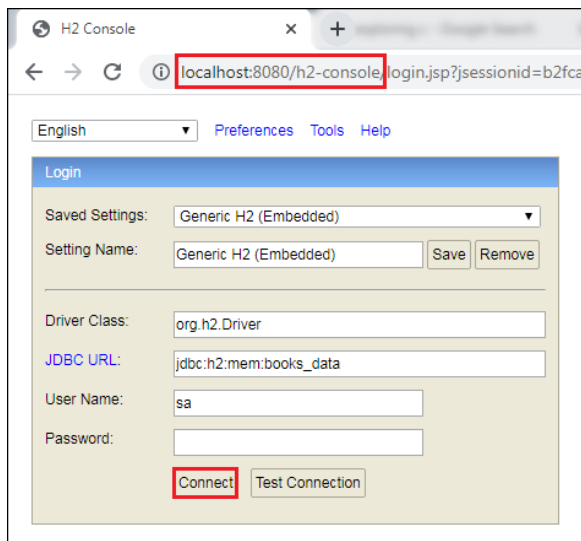 H2 Console
localhost:8080/h2-console/login.jsp?jsessionid=b2fca
English Preferences Tools Help
Login
Saved Settings: Generic H2 (Embedded)
Setting Name: Generic H2 (Embedded) Save Remove
Driver Class: org.h2.Driver
JDBC URL: jdbc:h2:mem:books_data
User Name: sa
Password:
Connect Test Connection